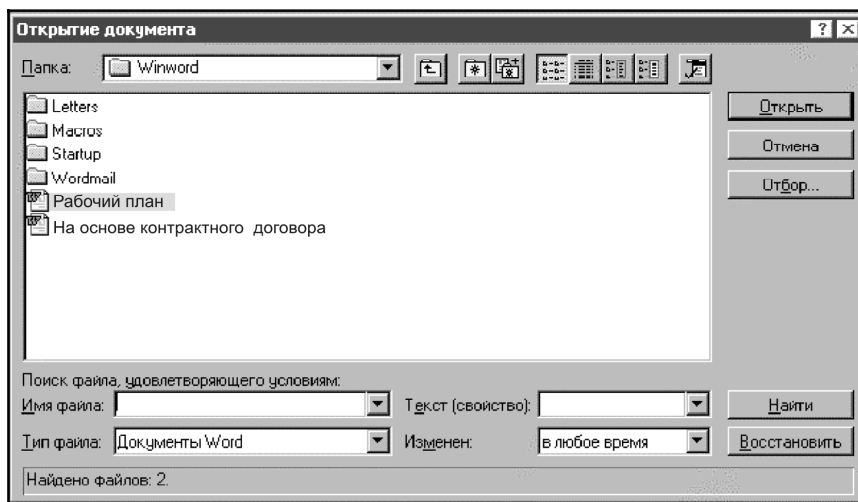 Открытие документа
Папка: Winword
Letters
Macros
Startup
Wordmail
Рабочий план
На основе контрактного договора
Открыть
Отмена
Отбор...
Поиск файла, удовлетворяющего условиям:
Имя файла: Текст (свойство): Найти
Тип файла: Документы Word Изменен: в любое время Восстановить
Найдено файлов: 2.